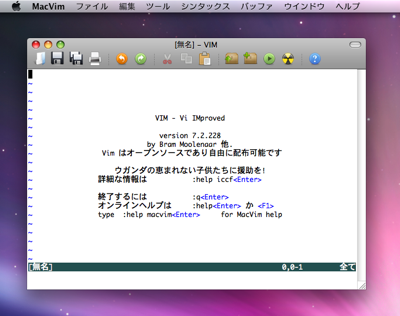 MacVim ファイル 編集 ツール シンタックス バッファ ウインドウ ヘルプ
[無名] – VIM
VIM - Vi IMproved
version 7.2.228
by Bram Moolenaar 他.
Vim はオープンソースであり自由に配布可能です
ウガンダの恵まれない子供たちに援助を!
詳細な情報は :help iccf<Enter>
終了するには :q<Enter>
オンラインヘルプは :help<Enter> か <F1>
type :help macvim<Enter> for MacVim help
[無名] 0,0-1 全て